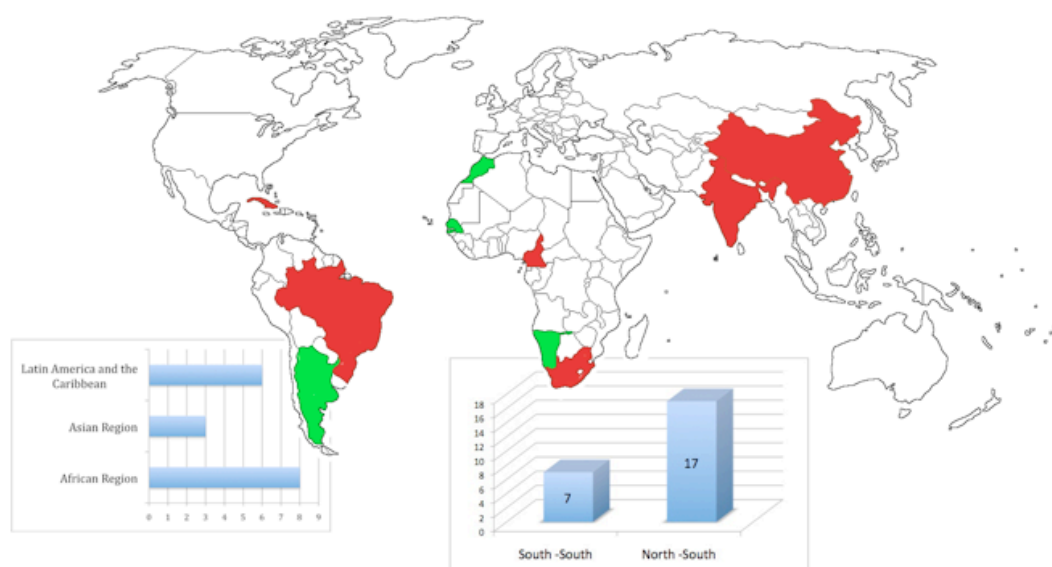 Latin America and the
Caribbean
Asian Region
African Region
0 1 2 3 4 5 6 7 8 9
18
16
14
12
10
8
6
4
2
0
7
17
South -South
North -South